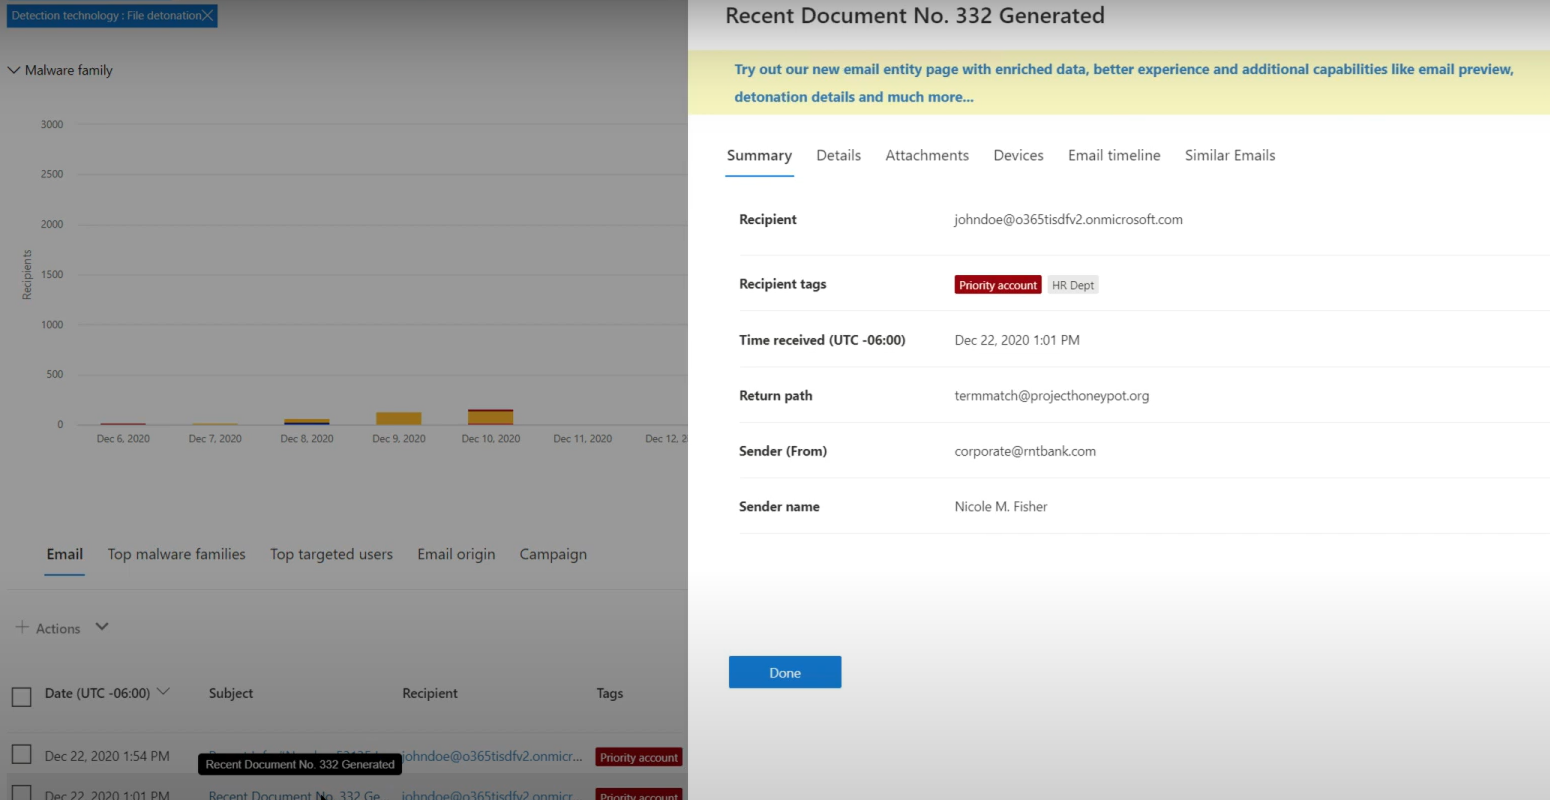 Detection technology : File detonation
Malware family
3000
2500
2000
1500
1000
500
0
Recipients
Dec 6, 2020
Dec 7, 2020
Dec 8, 2020
Dec 9, 2020
Dec 10, 2020
Dec 11, 2020
Dec 12, 2
Email
Top malware families
Top targeted users
Email origin
Campaign
Actions
Date (UTC -06:00)
Subject
Recipient
Tags
Dec 22, 2020 1:54 PM
johndoe@o365tisdfv2.onmicr...
Priority account
Recent Document No. 332 Generated
Dec 22, 2020 1:01 PM
Recent Document No. 332 Ge...
johndoe@o365tisdfv2.onmicr
Priority account
Recent Document No. 332 Generated
Try out our new email entity page with enriched data, better experience and additional capabilities like email preview,
detonation details and much more...
Summary
Details
Attachments
Devices
Email timeline
Similar Emails
Recipient
johndoe@o365tisdfv2.onmicrosoft.com
Recipient tags
Priority account
HR Dept
Time received (UTC -06:00)
Dec 22, 2020 1:01 PM
Return path
termmatch@projecthoneypot.org
Sender (From)
corporate@rntbank.com
Sender name
Nicole M. Fisher
Done